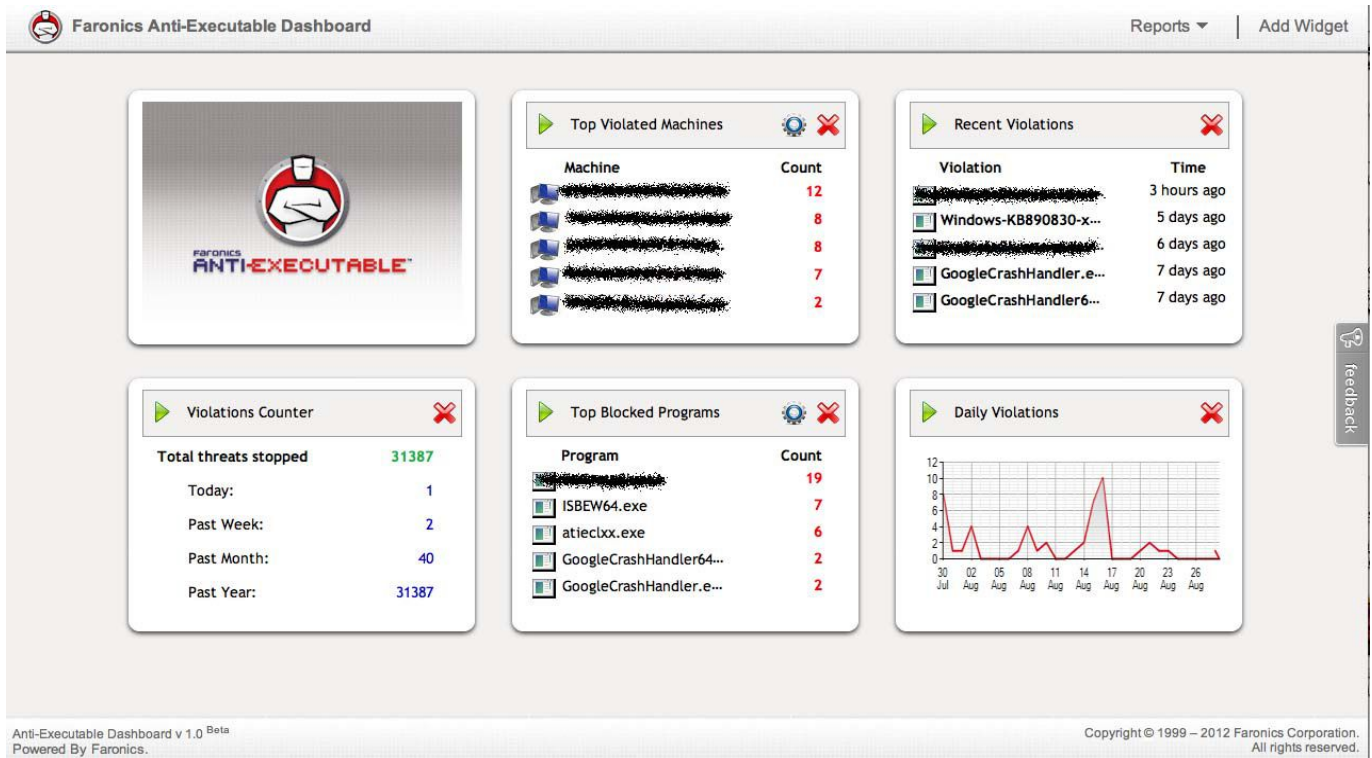 Faronics Anti-Executable Dashboard
Reports
Add Widget
Faronics
ANTI-EXECUTABLE™
Top Violated Machines
Machine Count
12
8
8
7
2
Recent Violations
Violation Time
3 hours ago
Windows-KB890830-x... 5 days ago
6 days ago
GoogleCrashHandler.e... 7 days ago
GoogleCrashHandler6... 7 days ago
feedback
Violations Counter
Total threats stopped 31387
Today: 1
Past Week: 2
Past Month: 40
Past Year: 31387
Top Blocked Programs
Program Count
19
ISBEW64.exe 7
atieclxx.exe 6
GoogleCrashHandler64... 2
GoogleCrashHandler.e... 2
Daily Violations
12
10
8
6
4
2
0
30 02 05 08 11 14 17 20 23 26
Jul Aug Aug Aug Aug Aug Aug Aug Aug Aug
Anti-Executable Dashboard v 1.0 Beta
Powered By Faronics.
Copyright © 1999 – 2012 Faronics Corporation.
All rights reserved.